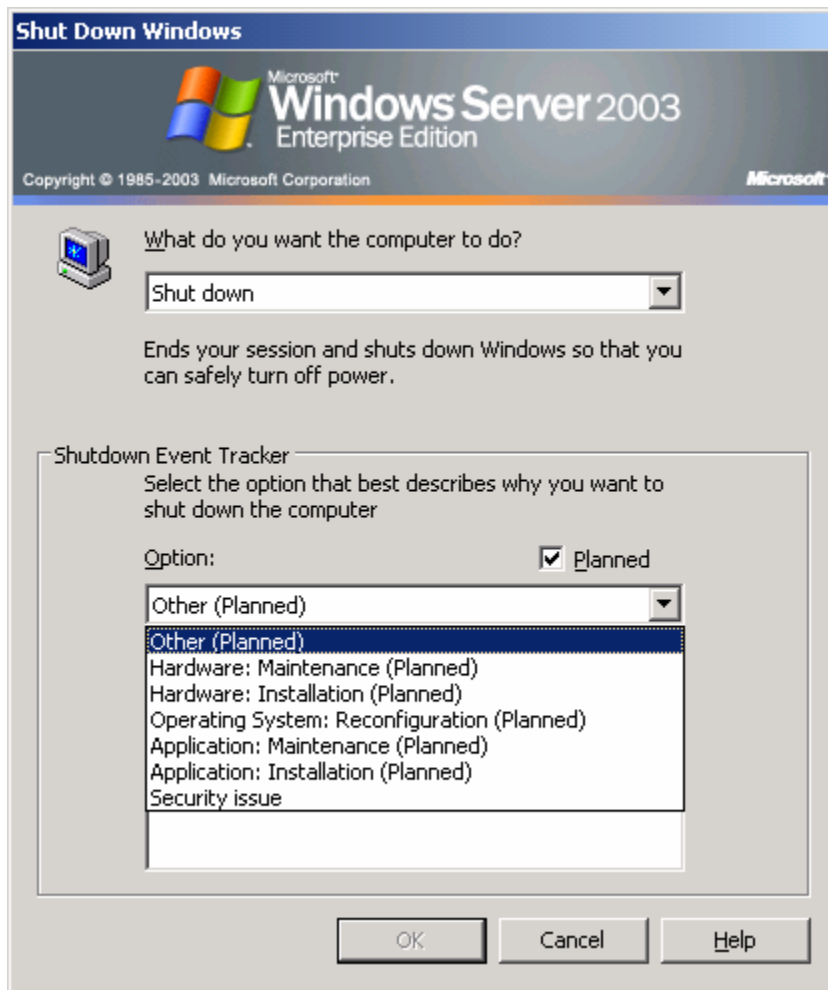 Shut Down Windows
Microsoft
Windows Server 2003
Enterprise Edition
Copyright © 1985-2003 Microsoft Corporation
Microsoft
What do you want the computer to do?
Shut down
Ends your session and shuts down Windows so that you
can safely turn off power.
Shutdown Event Tracker
Select the option that best describes why you want to
shut down the computer
Option:
Planned
Other (Planned)
Other (Planned)
Hardware: Maintenance (Planned)
Hardware: Installation (Planned)
Operating System: Reconfiguration (Planned)
Application: Maintenance (Planned)
Application: Installation (Planned)
Security issue
OK
Cancel
Help